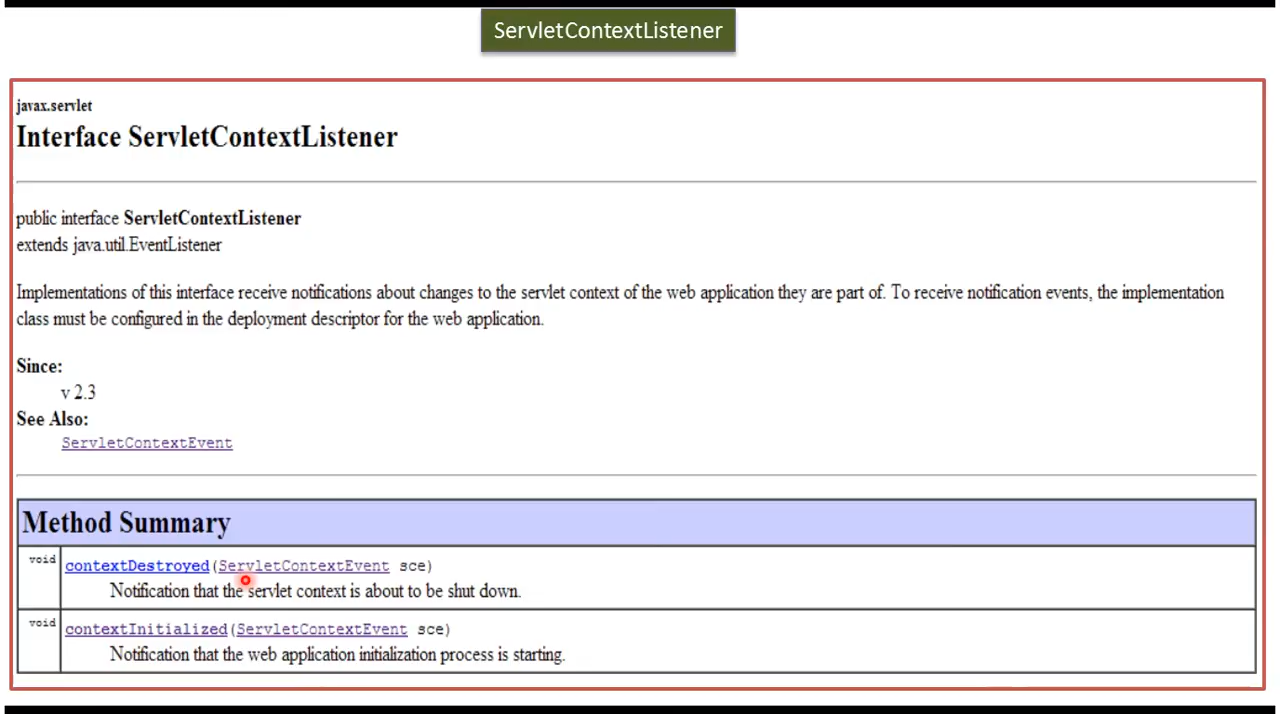 ServletContextListener
javax.servlet
Interface ServletContextListener
public interface ServletContextListener
extends java.util.EventListener
Implementations of this interface receive notifications about changes to the servlet context of the web application they are part of. To receive notification events, the implementation
class must be configured in the deployment descriptor for the web application.
Since:
v 2.3
See Also:
ServletContextEvent
Method Summary
void contextDestroyed(ServletContextEvent sce)
Notification that the servlet context is about to be shut down.
void contextInitialized(ServletContextEvent sce)
Notification that the web application initialization process is starting.